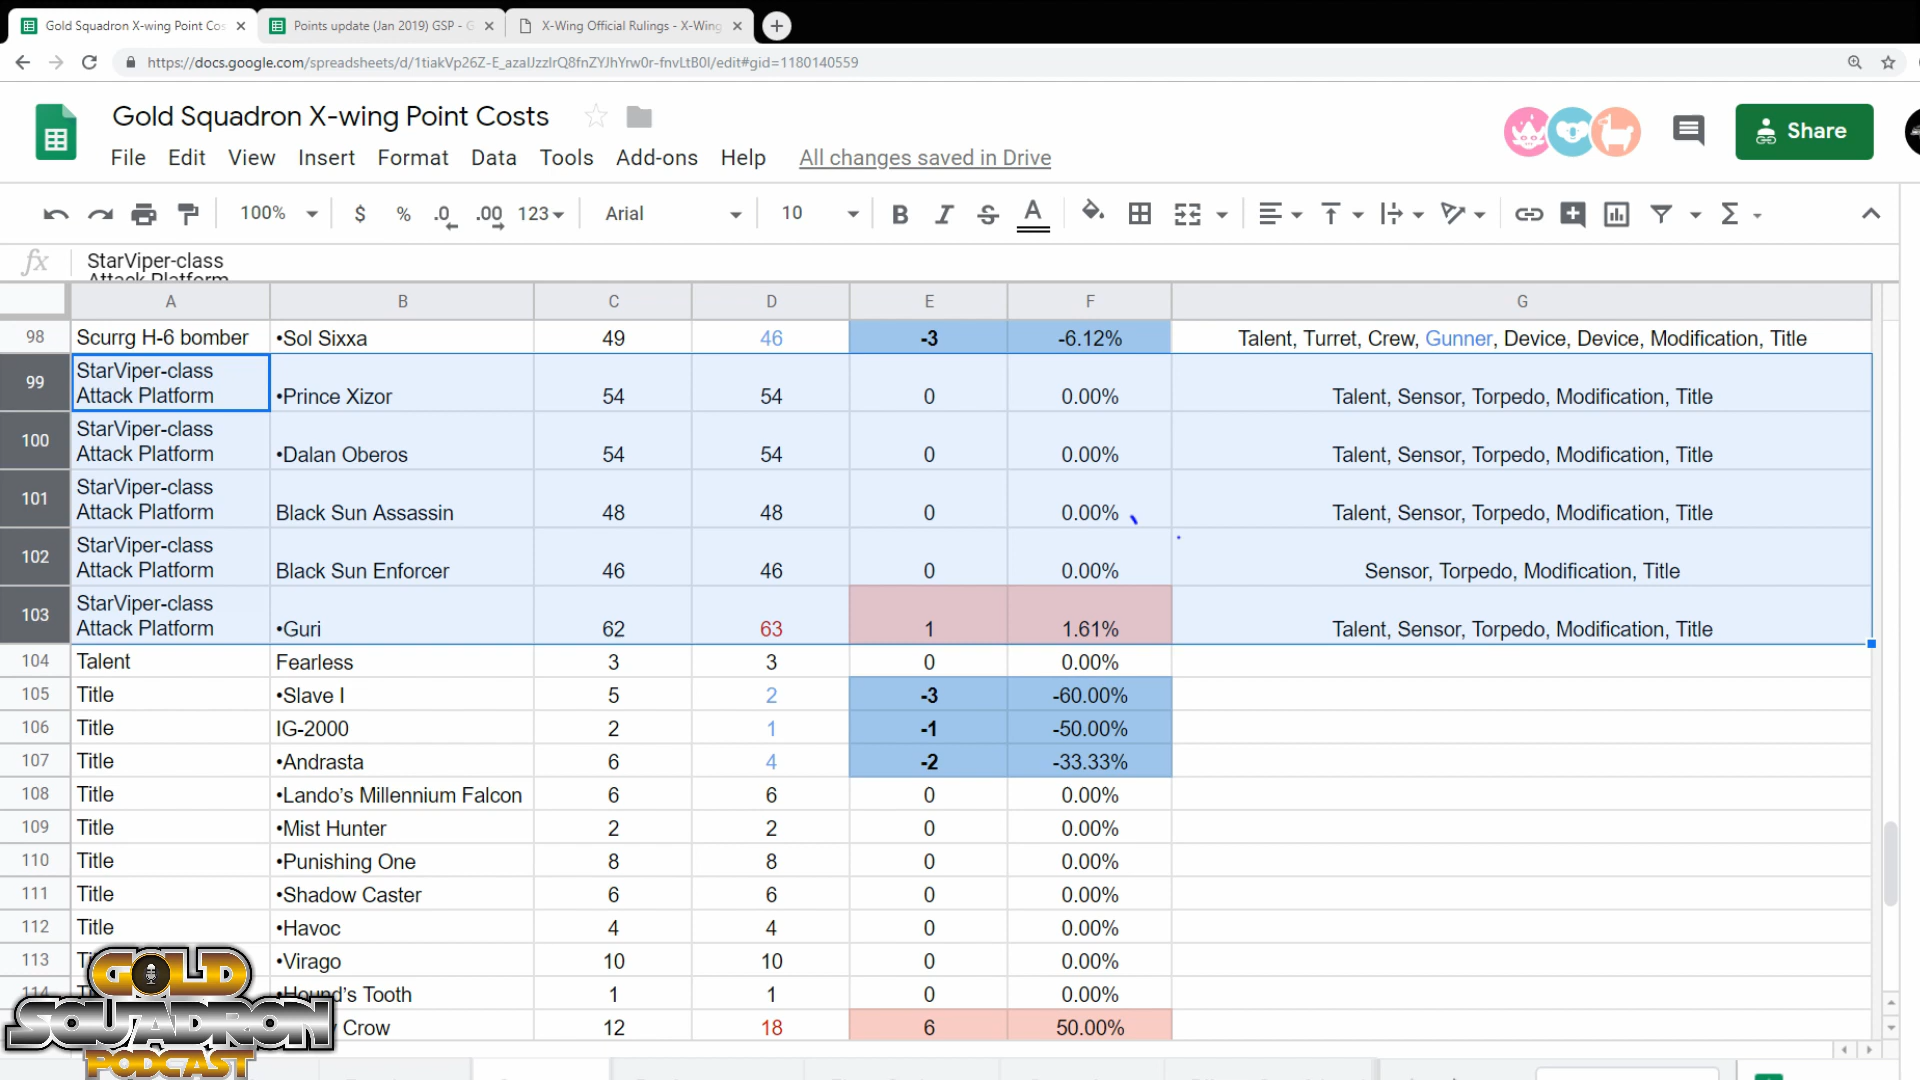 Gold Squadron X-wing Point Cos
Points update (Jan 2019) GSP - G
X-Wing Official Rulings - X-Wing
https://docs.google.com/spreadsheets/d/1tiakVp26Z-E_azaIJzzIrQ8fnZYJhYrw0r-fnvLtB0I/edit#gid=1180140559
Gold Squadron X-wing Point Costs
Share
File Edit View Insert Format Data Tools Add-ons Help All changes saved in Drive
100% $ % .0 .00 123 Arial 10 B I S A Σ
fx StarViper-class
Attack Platform
A B C D E F G
98 Scurrg H-6 bomber •Sol Sixxa 49 46 -3 -6.12% Talent, Turret, Crew, Gunner, Device, Device, Modification, Title
99 StarViper-class
Attack Platform •Prince Xizor 54 54 0 0.00% Talent, Sensor, Torpedo, Modification, Title
100 StarViper-class
Attack Platform •Dalan Oberos 54 54 0 0.00% Talent, Sensor, Torpedo, Modification, Title
101 StarViper-class
Attack Platform Black Sun Assassin 48 48 0 0.00% Talent, Sensor, Torpedo, Modification, Title
102 StarViper-class
Attack Platform Black Sun Enforcer 46 46 0 0.00% Sensor, Torpedo, Modification, Title
103 StarViper-class
Attack Platform •Guri 62 63 1 1.61% Talent, Sensor, Torpedo, Modification, Title
104 Talent Fearless 3 3 0 0.00%
105 Title •Slave I 5 2 -3 -60.00%
106 Title IG-2000 2 1 -1 -50.00%
107 Title •Andrasta 6 4 -2 -33.33%
108 Title •Lando’s Millennium Falcon 6 6 0 0.00%
109 Title •Mist Hunter 2 2 0 0.00%
110 Title •Punishing One 8 8 0 0.00%
111 Title •Shadow Caster 6 6 0 0.00%
112 Title •Havoc 4 4 0 0.00%
113 •Virago 10 10 0 0.00%
114 •Hound's Tooth 1 1 0 0.00%
Crow 12 18 6 50.00%
GOLD
SQUADRON
PODCAST